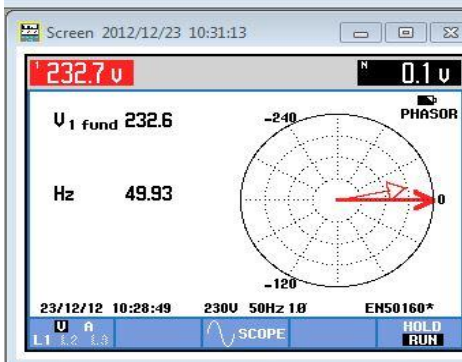 Screen 2012/12/23 10:31:13
1 232.7 V N 0.1 V
PHASOR
V1 fund 232.6
-240
Hz 49.93
0
-120
23/12/12 10:28:49 230V 50Hz 1Ø EN50160*
V A
L1 L2 L3
SCOPE
HOLD
RUN